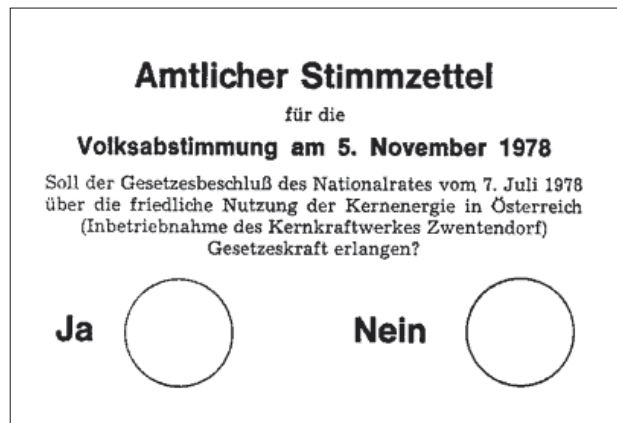 Amtlicher Stimmzettel
für die
Volksabstimmung am 5. November 1978
Soll der Gesetzesbeschluß des Nationalrates vom 7. Juli 1978
über die friedliche Nutzung der Kernenergie in Österreich
(Inbetriebnahme des Kernkraftwerkes Zwentendorf)
Gesetzeskraft erlangen?
Ja Nein